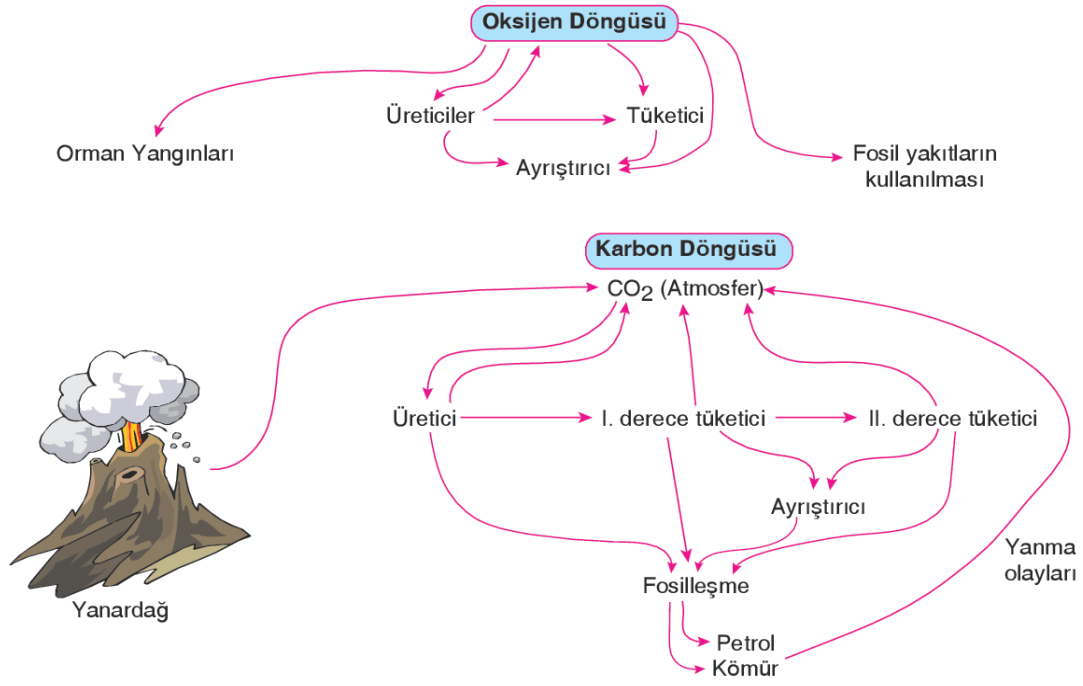 Oksijen Döngüsü
Üreticiler
Tüketici
Orman Yangınları
Ayrıştırıcı
Fosil yakıtların
kullanılması
Karbon Döngüsü
CO₂ (Atmosfer)
Üretici
I. derece tüketici
II. derece tüketici
Ayrıştırıcı
Yanma
olayları
Fosilleşme
Yanardağ
Petrol
Kömür